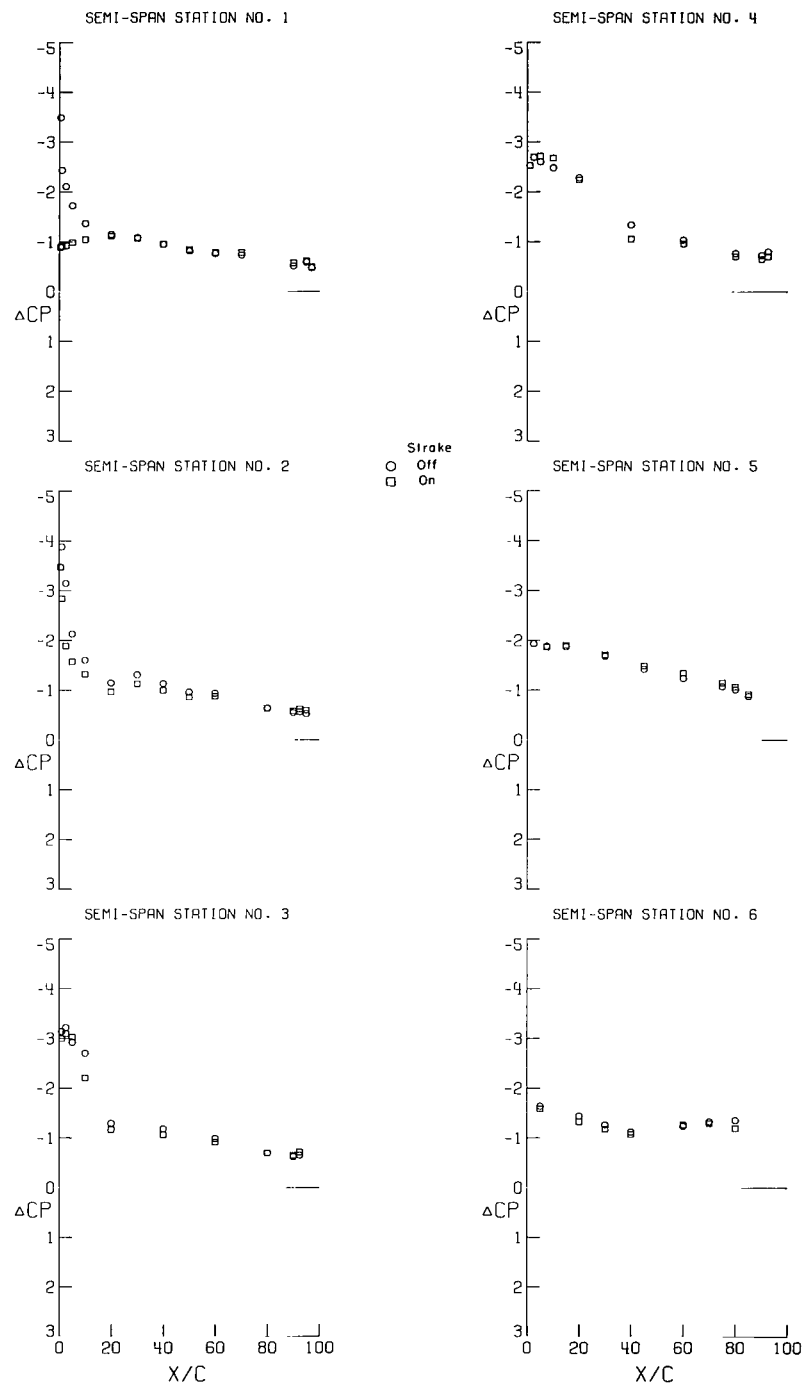 SEMI-SPAN STATION NO. 1
-5
-4
-3
-2
-1
0
ΔCP
1
2
3
SEMI-SPAN STATION NO. 4
-5
-4
-3
-2
-1
0
ΔCP
1
2
3
Strake
○ Off
□ On
SEMI-SPAN STATION NO. 2
-5
-4
-3
-2
-1
0
ΔCP
1
2
3
SEMI-SPAN STATION NO. 5
-5
-4
-3
-2
-1
0
ΔCP
1
2
3
SEMI-SPAN STATION NO. 3
-5
-4
-3
-2
-1
0
ΔCP
1
2
3
0 20 40 60 80 100
X/C
SEMI-SPAN STATION NO. 6
-5
-4
-3
-2
-1
0
ΔCP
1
2
3
0 20 40 60 80 100
X/C